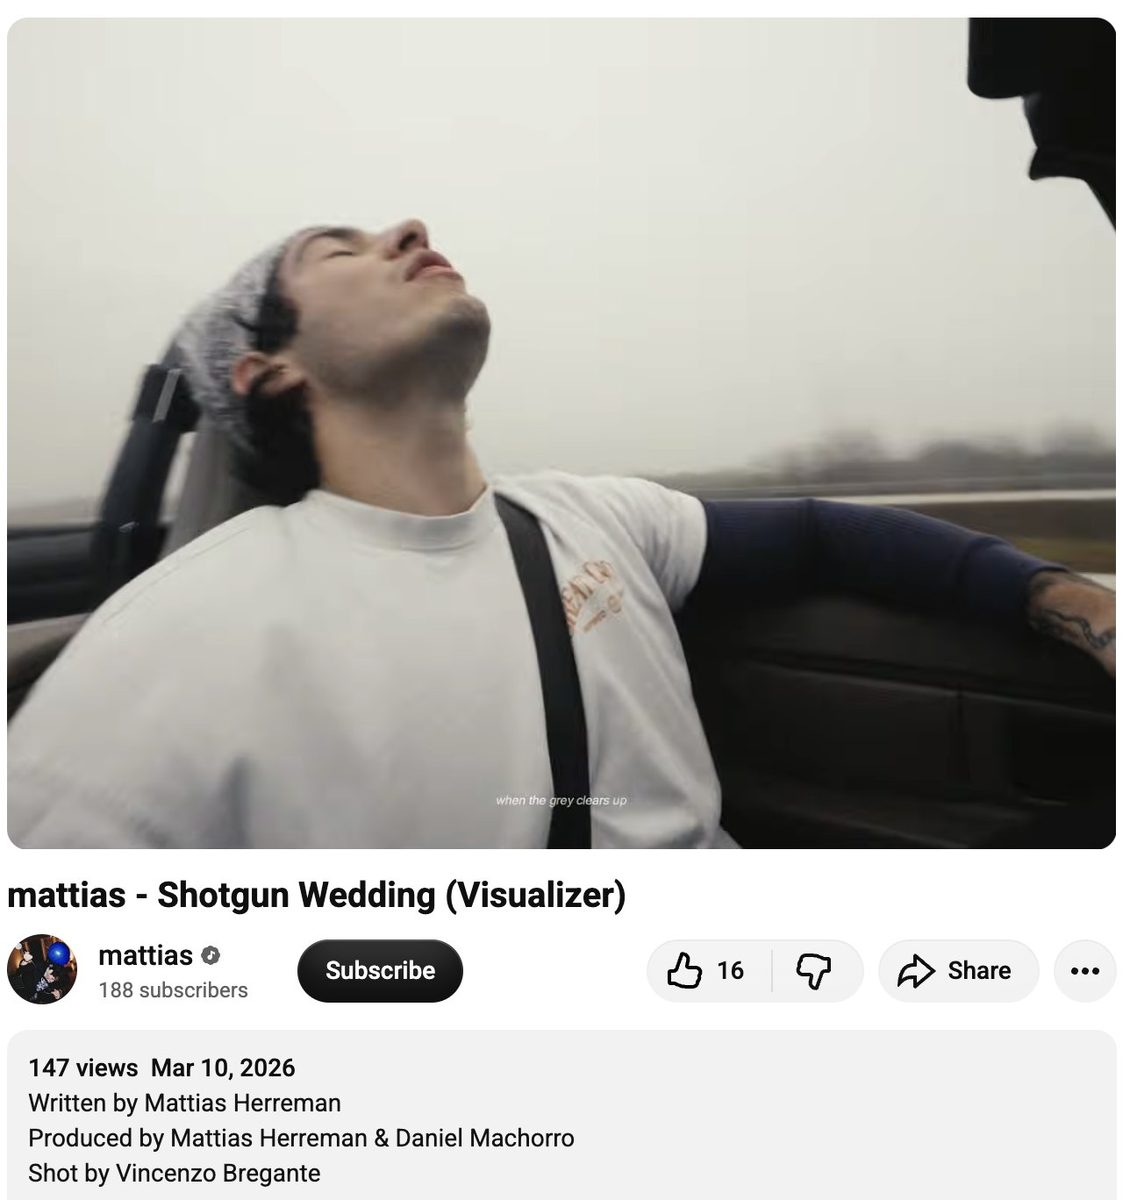 when the grey clears up
mattias - Shotgun Wedding (Visualizer)
mattias
188 subscribers
Subscribe
16
Share
147 views Mar 10, 2026
Written by Mattias Herreman
Produced by Mattias Herreman & Daniel Machorro
Shot by Vincenzo Bregante